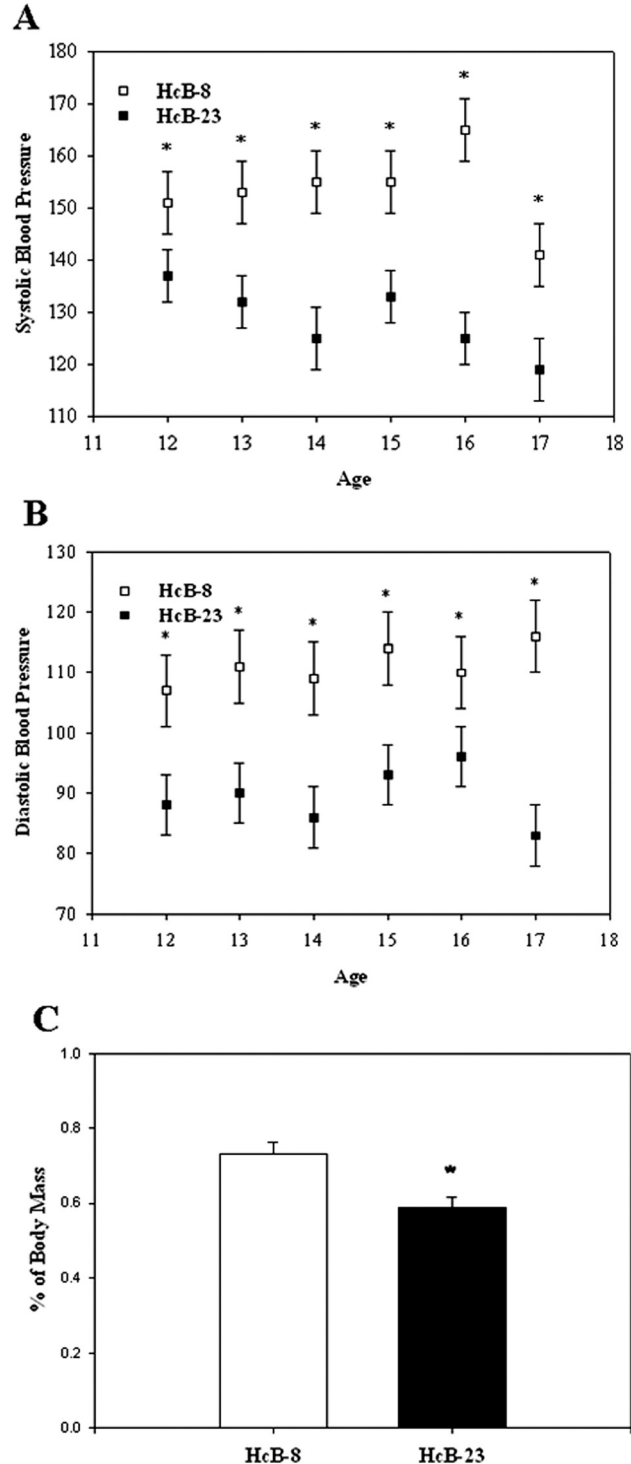 A
180
170
160
150
140
130
120
110
Systolic Blood Pressure
HcB-8
HcB-23
* * * * * *
11 12 13 14 15 16 17 18
Age
B
130
120
110
100
90
80
70
Diastolic Blood Pressure
HcB-8
HcB-23
* * * * * *
11 12 13 14 15 16 17 18
Age
C
1.0
0.8
0.6
0.4
0.2
0.0
% of Body Mass
*
HcB-8 HcB-23